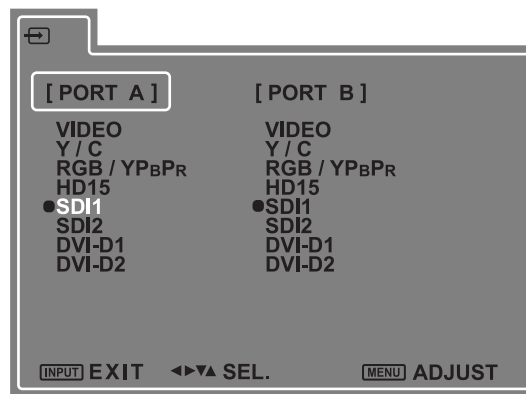 [ PORT A ] [ PORT B ]
VIDEO VIDEO
Y / C Y / C
RGB / YPBPR RGB / YPBPR
HD15 HD15
●SDI1 ●SDI1
SDI2 SDI2
DVI-D1 DVI-D1
DVI-D2 DVI-D2
INPUT EXIT ◄►▼▲ SEL. MENU ADJUST